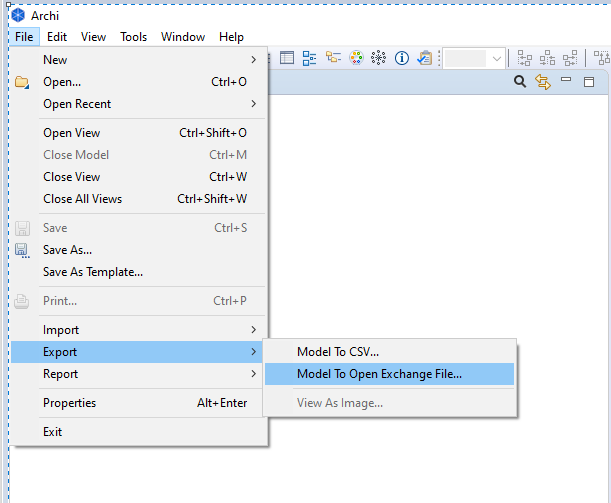 Archi
File Edit View Tools Window Help
New
Open... Ctrl+O
Open Recent
Open View Ctrl+Shift+O
Close Model Ctrl+M
Close View Ctrl+W
Close All Views Ctrl+Shift+W
Save Ctrl+S
Save As...
Save As Template...
Print... Ctrl+P
Import
Export
Model To CSV...
Report
Model To Open Exchange File...
Properties Alt+Enter
View As Image...
Exit